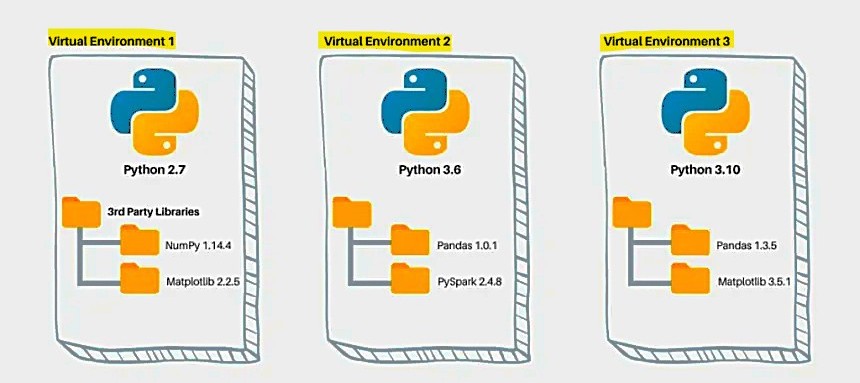 Virtual Environment 1
Python 2.7
3rd Party Libraries
NumPy 1.14.4
Matplotlib 2.2.5
Virtual Environment 2
Python 3.6
Pandas 1.0.1
PySpark 2.4.8
Virtual Environment 3
Python 3.10
Pandas 1.3.5
Matplotlib 3.5.1